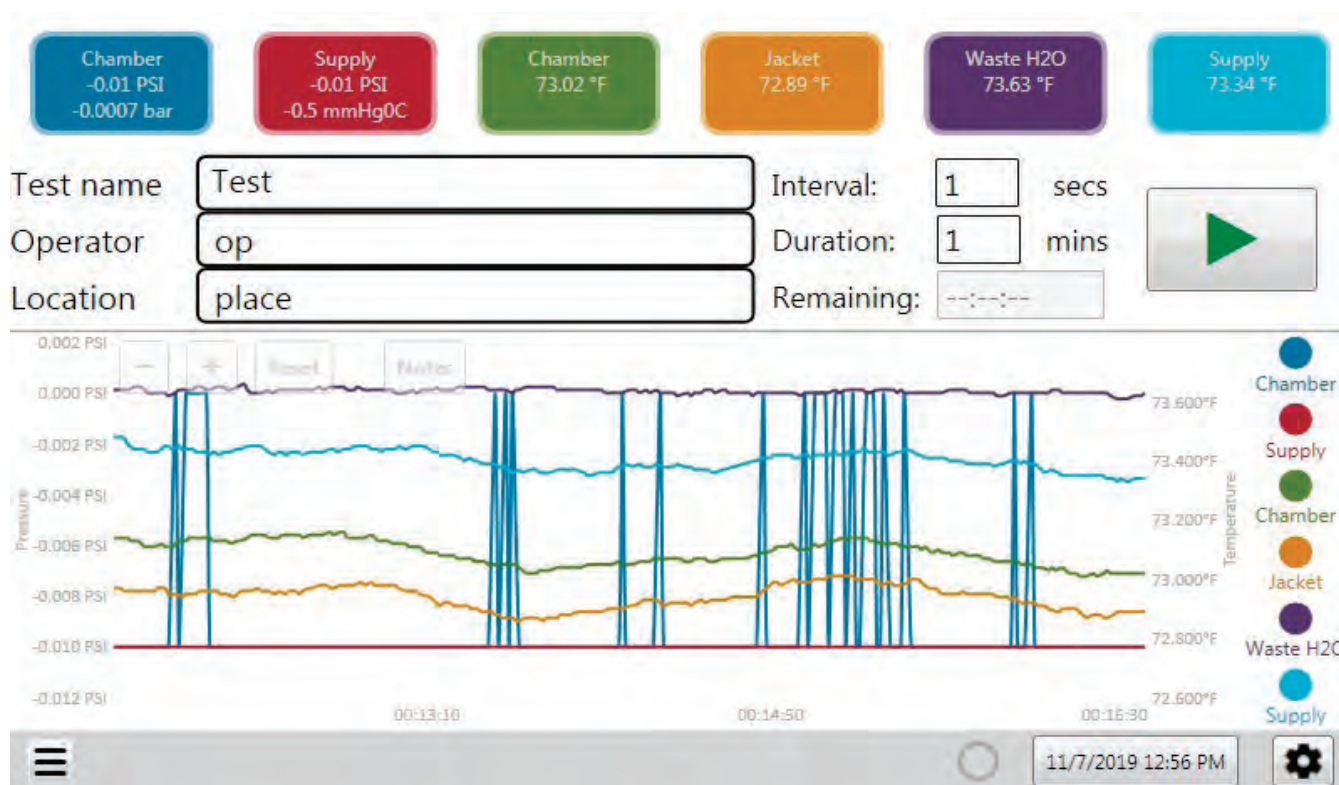 Chamber
-0.01 PSI
-0.0007 bar
Supply
-0.01 PSI
-0.5 mmHg0C
Chamber
73.02 °F
Jacket
72.89 °F
Waste H2O
73.63 °F
Supply
73.34 °F
Test name Test Interval: 1 secs
Operator op Duration: 1 mins
Location place Remaining: --:--:--
0.002 PSI
− + Reset Notes
0.000 PSI
-0.002 PSI
-0.004 PSI
-0.006 PSI
-0.008 PSI
-0.010 PSI
-0.012 PSI
Pressure
00:13:10 00:14:50 00:16:30
73.600°F
73.400°F
73.200°F
73.000°F
72.800°F
72.600°F
Temperature
Chamber
Supply
Chamber
Jacket
Waste H2O
Supply
11/7/2019 12:56 PM